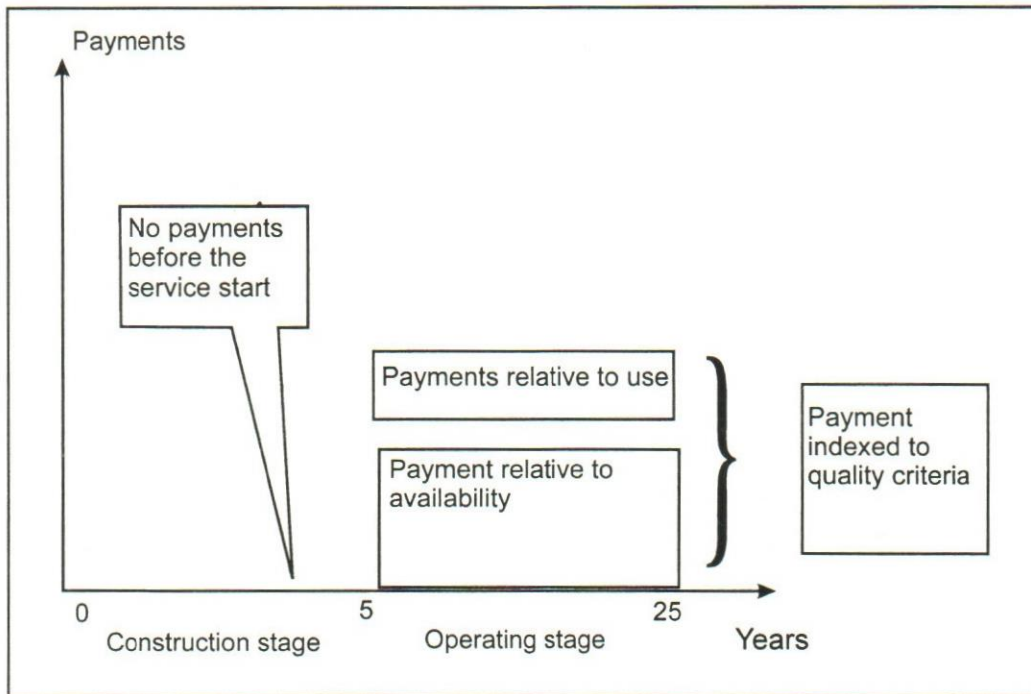 Payments
No payments
before the
service start
Payments relative to use
Payment relative to
availability
Payment
indexed to
quality criteria
0
5
25
Construction stage
Operating stage
Years